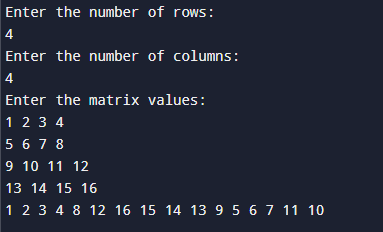 Enter the number of rows:
4
Enter the number of columns:
4
Enter the matrix values:
1 2 3 4
5 6 7 8
9 10 11 12
13 14 15 16
1 2 3 4 8 12 16 15 14 13 9 5 6 7 11 10